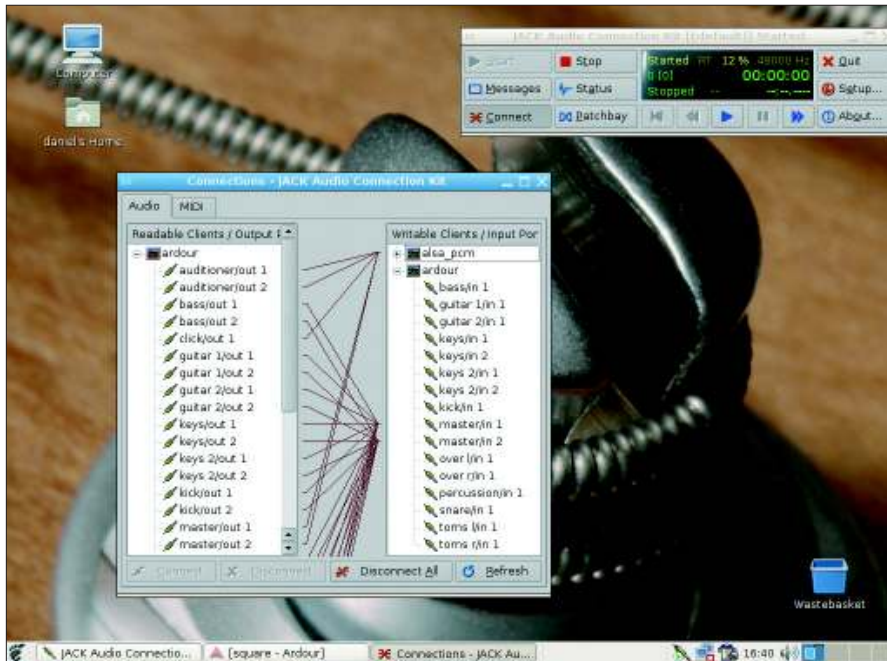 Computer
daniel's Home
JACK Audio Connection Kit [(default)] Started
Start
Stop
Started RT 12 % 48000 Hz
0 [0] 00:00:00
Stopped -- --:--.----
Quit
Messages
Status
Setup...
Connect
Patchbay
About...
Connections - JACK Audio Connection Kit
Audio MIDI
Readable Clients / Output P
ardour
auditioner/out 1
auditioner/out 2
bass/out 1
bass/out 2
click/out 1
guitar 1/out 1
guitar 1/out 2
guitar 2/out 1
guitar 2/out 2
keys/out 1
keys/out 2
keys 2/out 1
keys 2/out 2
kick/out 1
kick/out 2
master/out 1
master/out 2
Writable Clients / Input Por
alsa_pcm
ardour
bass/in 1
guitar 1/in 1
guitar 2/in 1
keys/in 1
keys/in 2
keys 2/in 1
keys 2/in 2
kick/in 1
master/in 1
master/in 2
over l/in 1
over r/in 1
percussion/in 1
snare/in 1
toms l/in 1
toms r/in 1
Connect Disconnect Disconnect All Refresh
Wastebasket
JACK Audio Connectio... [square - Ardour] Connections - JACK Au... 16:40